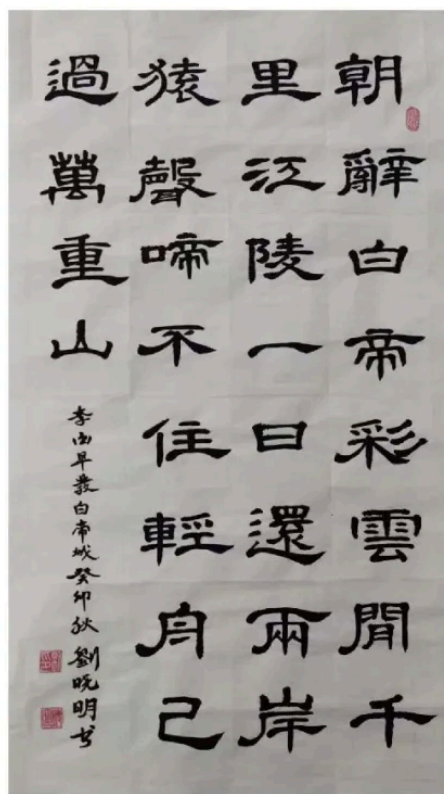 朝辭白帝彩雲間千
里江陵一日還兩岸
猿聲啼不住輕舟已
過萬重山
李白早發白帝城癸卯秋劉曉明书